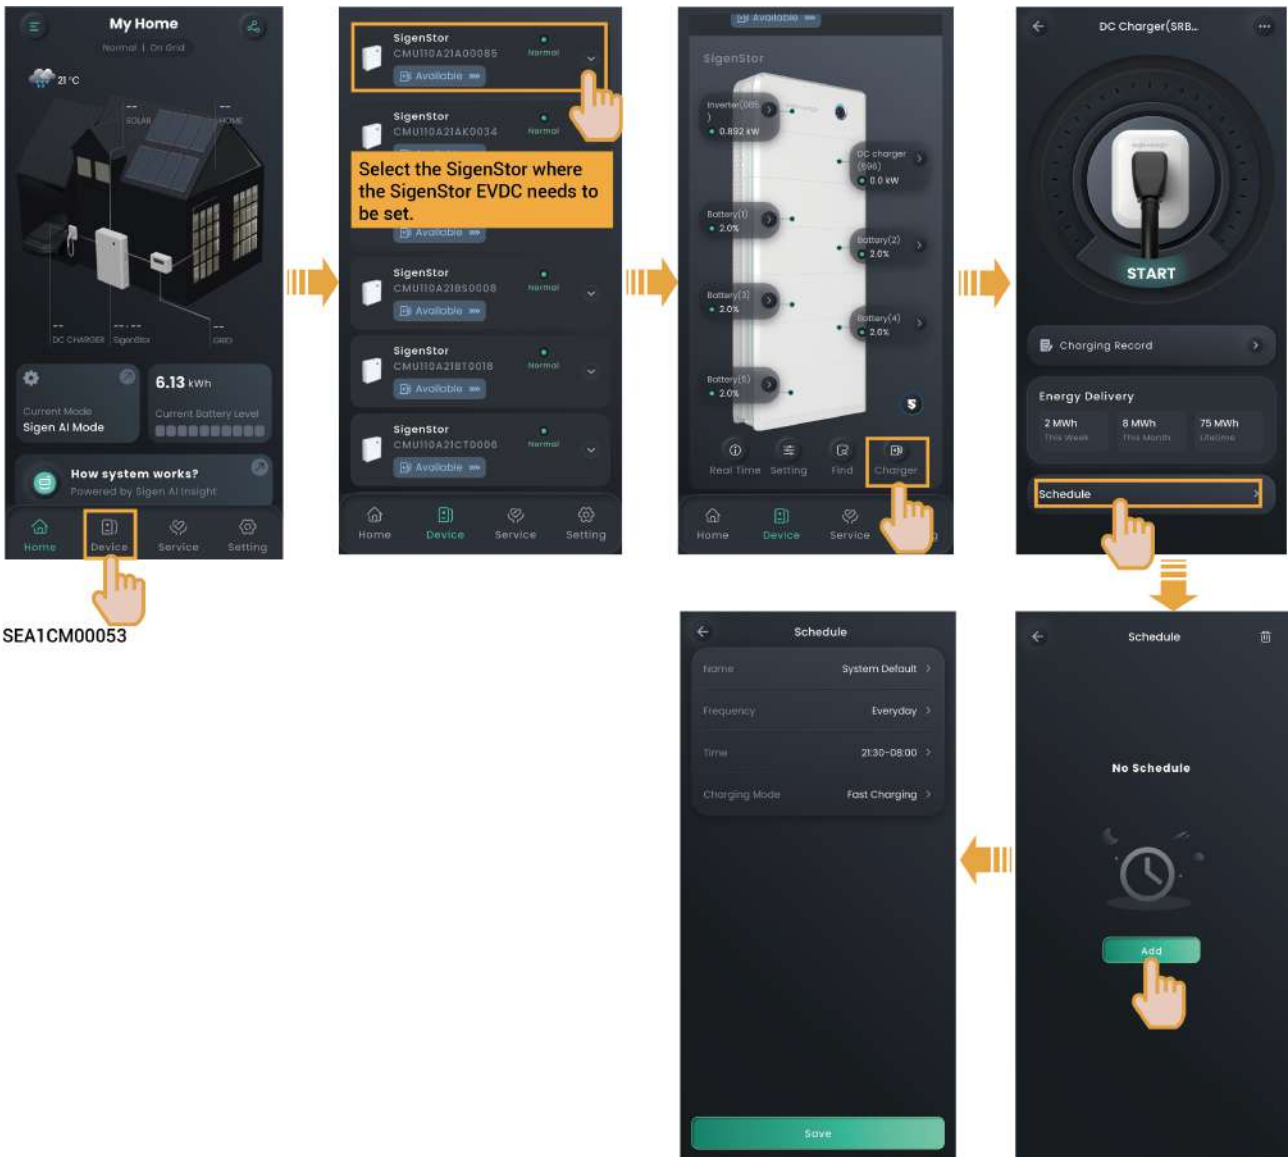 My Home
Normal | On Grid
21 °C
--
SOLAR
--
HOME
--
DC CHARGER
-- . --
SigenStor
--
GRID
Current Mode
Sigen AI Mode
6.13 kWh
Current Battery Level
How system works?
Powered by Sigen AI Insight
Home
Device
Service
Setting
SEA1CM00053
SigenStor
CMU110A21A00085
Normal
Available
SigenStor
CMU110A21AK0034
Normal
Select the SigenStor where
the SigenStor EVDC needs to
be set.
Available
SigenStor
CMU110A21BS0008
Normal
Available
SigenStor
CMU110A21BT0018
Normal
Available
SigenStor
CMU110A21CT0006
Normal
Available
Home
Device
Service
Setting
Available
SigenStor
Inverter(085
)
0.892 kW
DC charger
(696)
0.0 kW
Battery(1)
2.0%
Battery(2)
2.0%
Battery(3)
2.0%
Battery(4)
2.0%
Battery(5)
2.0%
Real Time
Setting
Find
Charger
Home
Device
Service
DC Charger(SRB...
START
Charging Record
Energy Delivery
2 MWh
This Week
8 MWh
This Month
75 MWh
Lifetime
Schedule
Schedule
No Schedule
Add
Schedule
Name
System Default
Frequency
Everyday
Time
21:30-08:00
Charging Mode
Fast Charging
Save